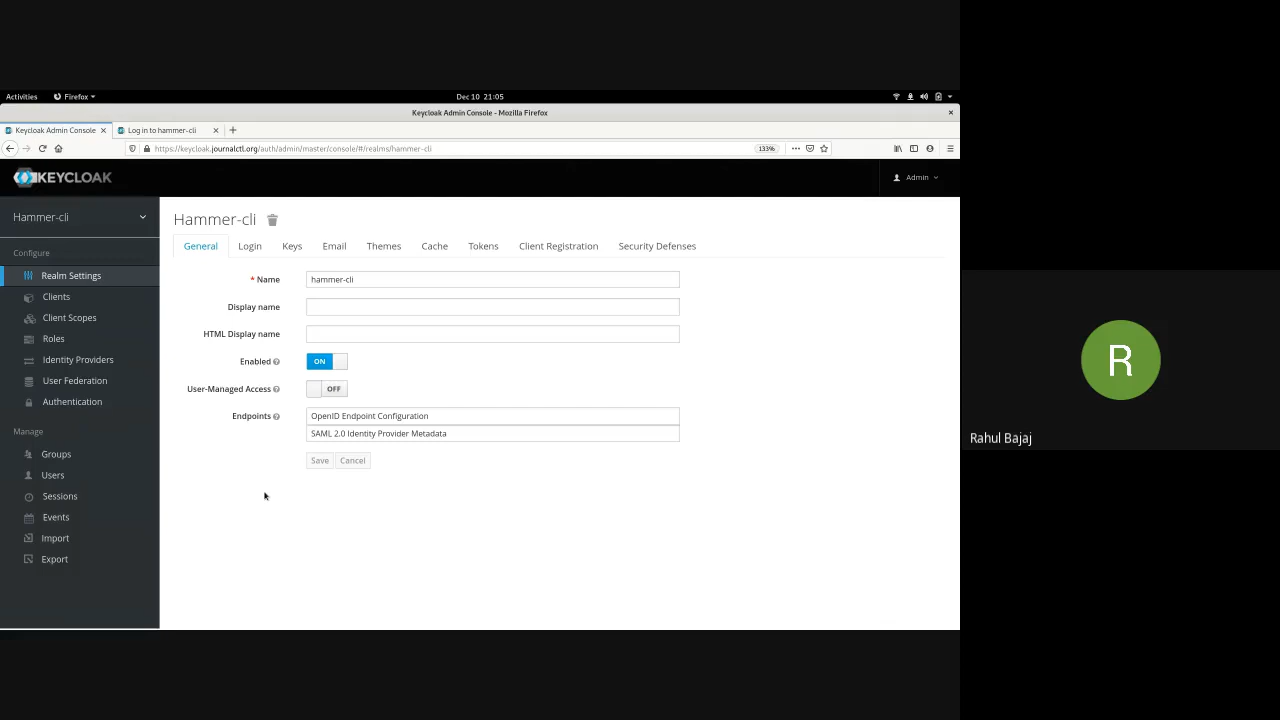 Activities Firefox Dec 10 21:05
Keycloak Admin Console - Mozilla Firefox
Keycloak Admin Console Log in to hammer-cli
https://keycloak.journalctl.org/auth/admin/master/console/#/realms/hammer-cli 133%
KEYCLOAK Admin
Hammer-cli
Configure
Realm Settings
Clients
Client Scopes
Roles
Identity Providers
User Federation
Authentication
Manage
Groups
Users
Sessions
Events
Import
Export
Hammer-cli
General Login Keys Email Themes Cache Tokens Client Registration Security Defenses
* Name hammer-cli
Display name
HTML Display name
Enabled ON
User-Managed Access OFF
Endpoints OpenID Endpoint Configuration
SAML 2.0 Identity Provider Metadata
Save Cancel
R
Rahul Bajaj